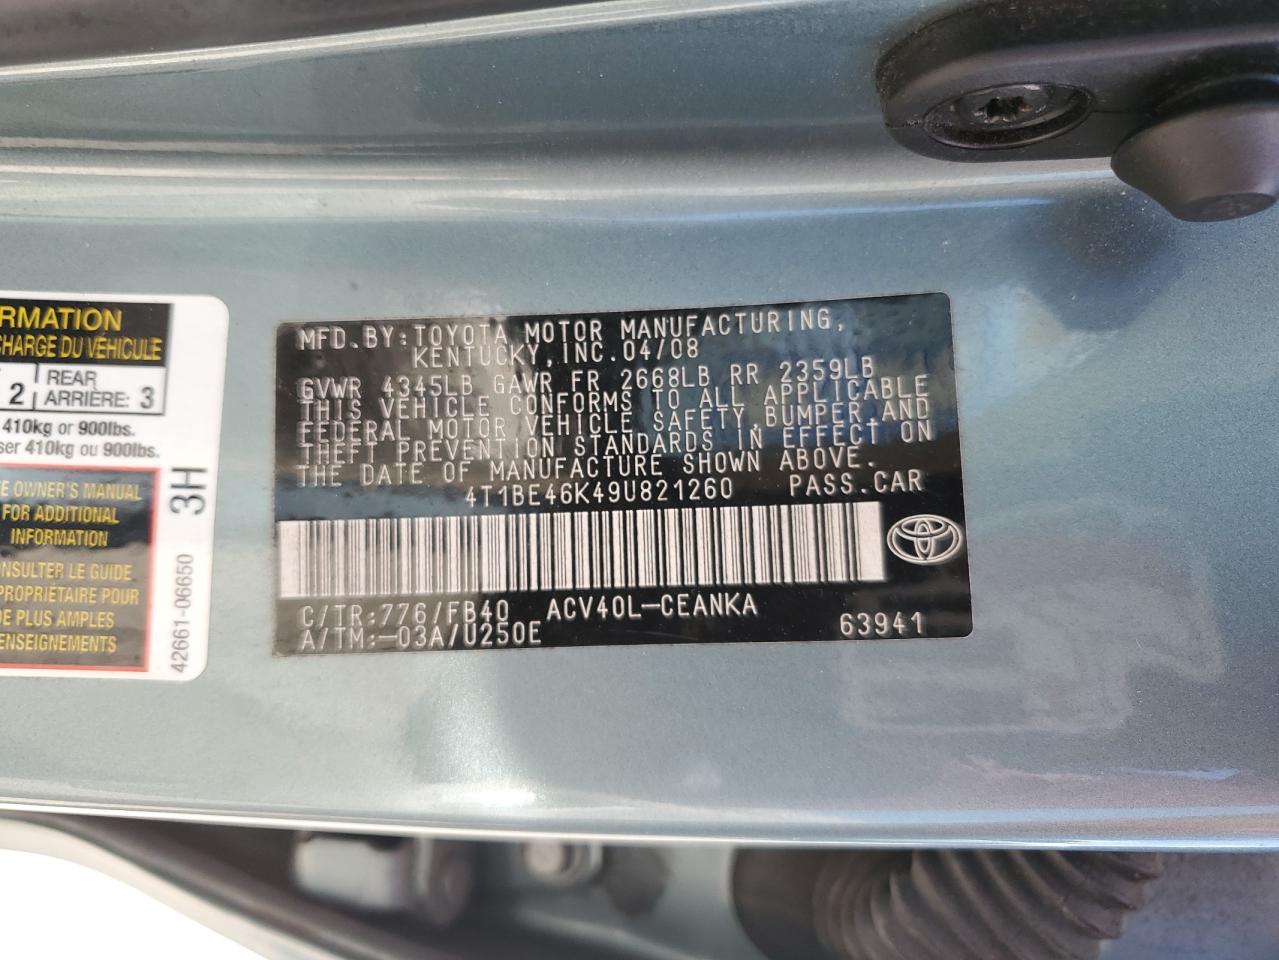 RMATION
CHARGE DU VÉHICULE
2 REAR ARRIÈRE: 3
410kg or 900lbs.
ser 410kg ou 900lbs.
E OWNER'S MANUAL
FOR ADDITIONAL
INFORMATION
NSULTER LE GUIDE
PROPRIÉTAIRE POUR
DE PLUS AMPLES
ENSEIGNEMENTS
3H
42661-06650
MFD. BY: TOYOTA MOTOR MANUFACTURING,
KENTUCKY, INC. 04/08
GVWR 4345LB GAWR FR 2668LB RR 2359LB
THIS VEHICLE CONFORMS TO ALL APPLICABLE
FEDERAL MOTOR VEHICLE SAFETY, BUMPER, AND
THEFT PREVENTION STANDARDS IN EFFECT ON
THE DATE OF MANUFACTURE SHOWN ABOVE.
4T1BE46K49U821260 PASS. CAR
C/TR: 776/FB40 ACV40L-CEANKA
A/TM: -03A/U250E 63941